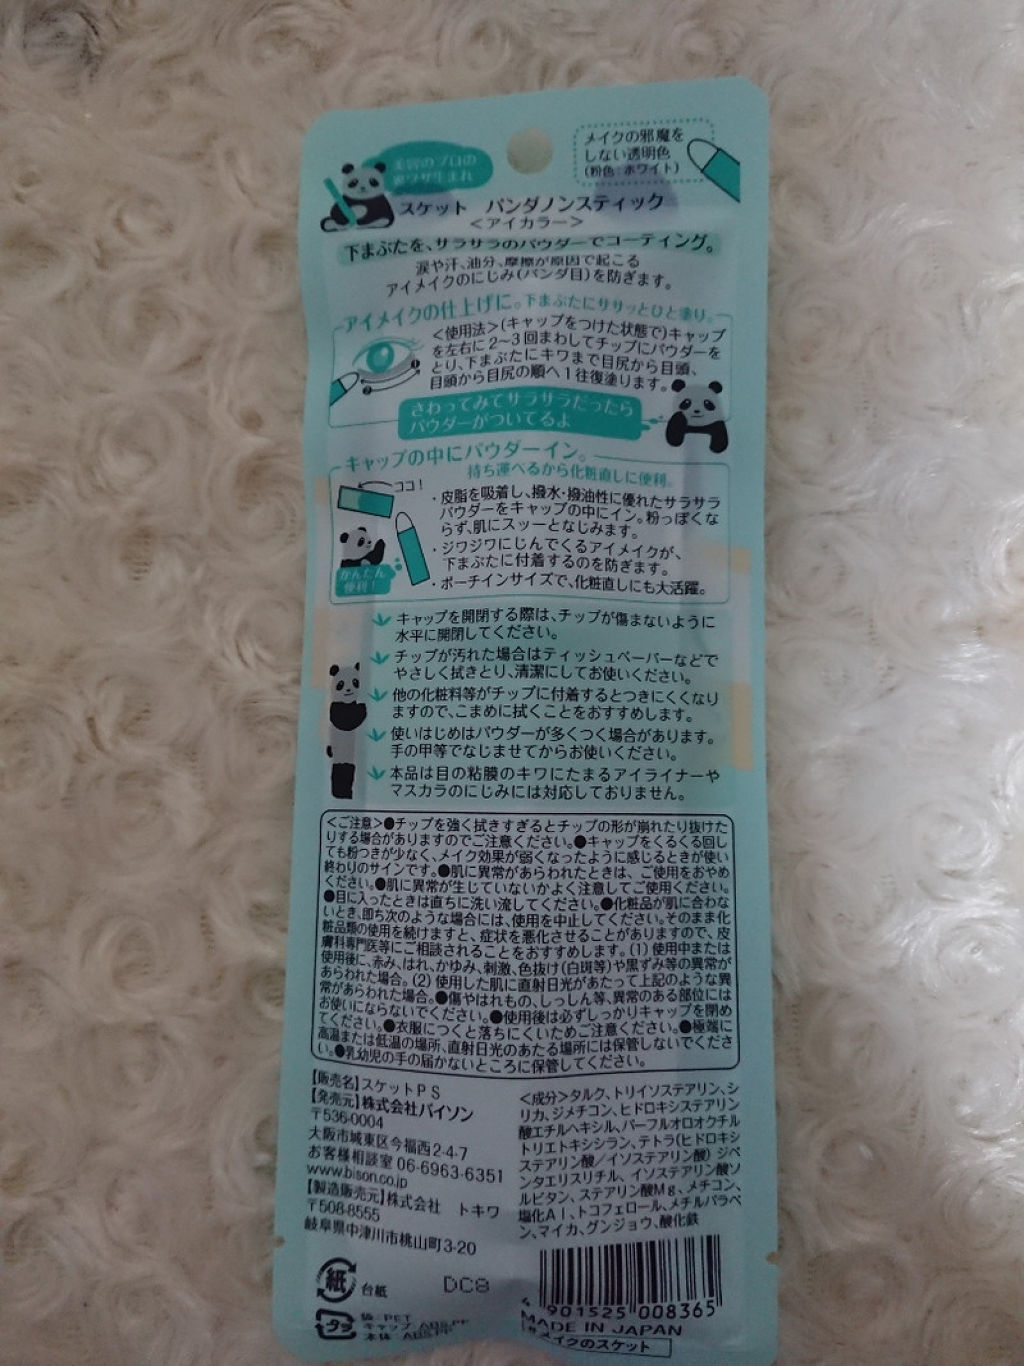 美容のプロの
裏ワザ生まれ
メイクの邪魔を
しない透明色
(粉色:ホワイト)
スケット パンダノンスティック
<アイカラー>
下まぶたを、サラサラのパウダーでコーティング。
涙や汗、油分、摩擦が原因で起こる
アイメイクのにじみ(パンダ目)を防ぎます。
アイメイクの仕上げに。下まぶたにササッとひと塗り。
<使用法>(キャップをつけた状態で)キャップ
を左右に2~3回まわしてチップにパウダーを
とり、下まぶたにキワまで目尻から目頭、
目頭から目尻の順へ1往復塗ります。
さわってみてサラサラだったら
パウダーがついてるよ
キャップの中にパウダーイン。
持ち運べるから化粧直しに便利。
ココ!
・皮脂を吸着し、撥水・撥油性に優れたサラサラ
パウダーをキャップの中にイン。粉っぽくな
らず、肌にスッーとなじみます。
・ジワジワにじんでくるアイメイクが、
下まぶたに付着するのを防ぎます。
・ポーチインサイズで、化粧直しにも大活躍。
かんたん
便利!
キャップを開閉する際は、チップが傷まないように
水平に開閉してください。
チップが汚れた場合はティッシュペーパーなどで
やさしく拭きとり、清潔にしてお使いください。
他の化粧料等がチップに付着するとつきにくくなり
ますので、こまめに拭くことをおすすめします。
使いはじめはパウダーが多くつく場合があります。
手の甲等でなじませてからお使いください。
本品は目の粘膜のキワにたまるアイライナーや
マスカラのにじみには対応しておりません。
<ご注意>●チップを強く拭きすぎるとチップの形が崩れたり抜けた
りする場合がありますのでご注意ください。●キャップをくるくる回し
ても粉つきが少なく、メイク効果が弱くなったように感じるときが使い
終わりのサインです。●肌に異常があらわれたときは、ご使用をおやめ
ください。●肌に異常が生じていないかよく注意してご使用ください。
●目に入ったときは直ちに洗い流してください。●化粧品が肌に合わな
いとき、即ち次のような場合には、使用を中止してください。そのまま化
粧品類の使用を続けますと、症状を悪化させることがありますので、皮
膚科専門医等にご相談されることをおすすめします。(1)使用中または
使用後に、赤み、はれ、かゆみ、刺激、色抜け(白斑等)や黒ずみ等の異常が
あらわれた場合。(2)使用した肌に直射日光があたって上記のような異
常があらわれた場合。●傷やはれもの、しっしん等、異常のある部位には
お使いにならないでください。●使用後は必ずしっかりキャップを閉め
てください。●衣服につくと落ちにくいためご注意ください。●極端に
高温または低温の場所、直射日光のあたる場所には保管しないでくださ
い。●乳幼児の手の届かないところに保管してください。
【販売名】スケットPS
【発売元】株式会社バイソン
〒536-0004
大阪市城東区今福西2-4-7
お客様相談室 06-6963-6351
www.bison.co.jp
【製造販売元】株式会社 トキワ
〒508-8555
岐阜県中津川市桃山町3-20
<成分>タルク、トリイソステアリン、シ
リカ、ジメチコン、ヒドロキシステアリン
酸エチルヘキシル、パーフルオロオクチル
トリエトキシシラン、テトラ(ヒドロキシ
ステアリン酸/イソステアリン酸)ジペ
ンタエリスリチル、イソステアリン酸ソ
ルビタン、ステアリン酸Mg、メチコン、
塩化Al、トコフェロール、メチルパラベ
ン、マイカ、グンジョウ、酸化鉄
紙
台紙
DC8
プラ
袋:PET
キャップ:ABS,PP
本体:ABS,PP
4 901525 008365
MADE IN JAPAN
メイクのスケット